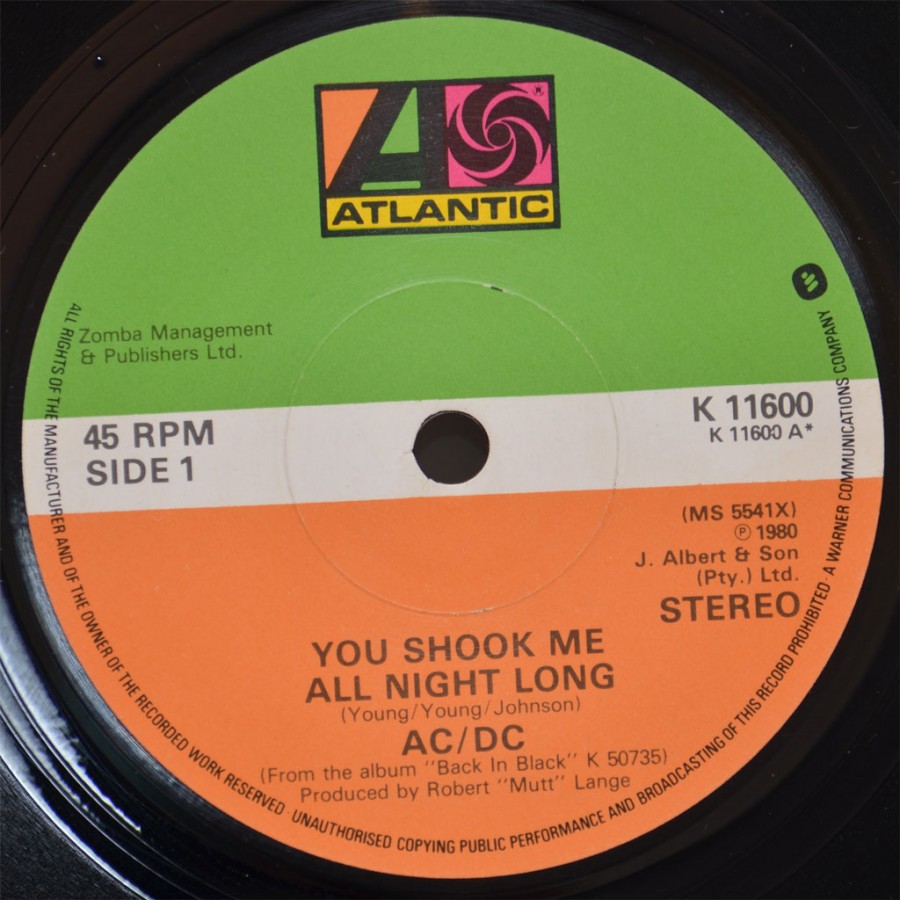 ATLANTIC
®
Zomba Management
& Publishers Ltd.
45 RPM
SIDE 1
K 11600
K 11600 A*
(MS 5541X)
Ⓟ 1980
J. Albert & Son
(Pty.) Ltd.
STEREO
YOU SHOOK ME
ALL NIGHT LONG
(Young/Young/Johnson)
AC/DC
(From the album "Back In Black" K 50735)
Produced by Robert "Mutt" Lange
ALL RIGHTS OF THE MANUFACTURER AND OF THE OWNER OF THE RECORDED WORK RESERVED · UNAUTHORISED COPYING PUBLIC PERFORMANCE AND BROADCASTING OF THIS RECORD PROHIBITED · A WARNER COMMUNICATIONS COMPANY